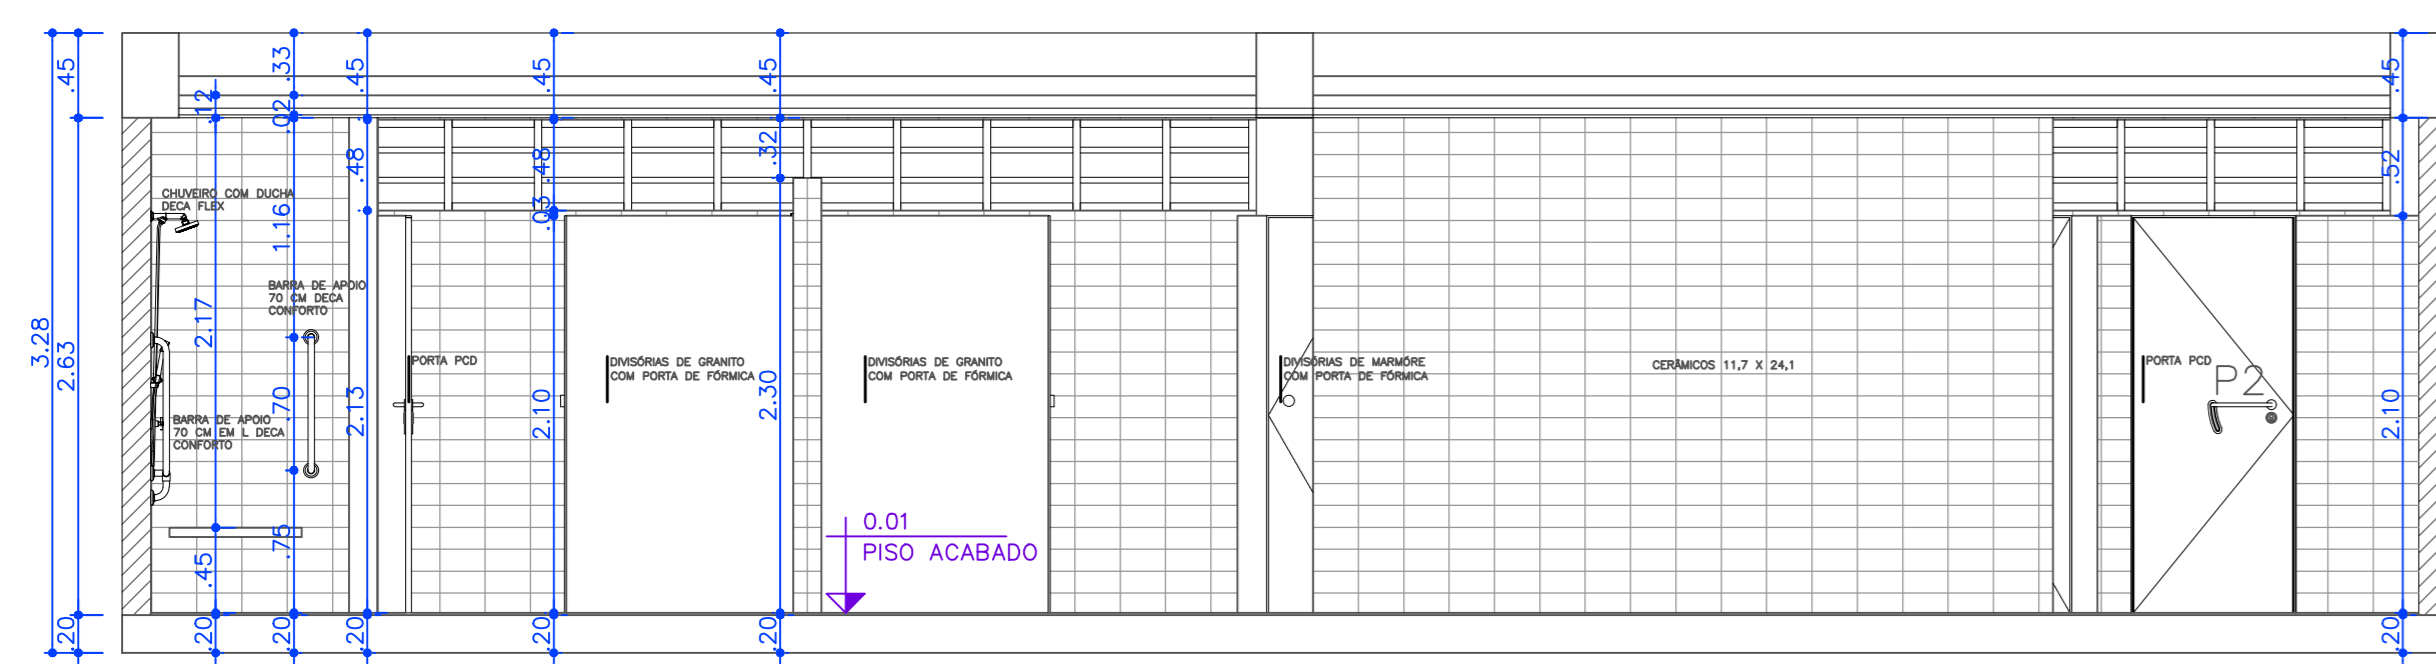 .45
.33
.45
.45
.45
.45
.12
.02
.32
.48
.48
.52
CHUVEIRO COM DUCHA
DECA FLEX
1.16
.03
BARRA DE APOIO
70 CM DECA
CONFORTO
2.17
3.28
2.63
PORTA PCD
DIVISÓRIAS DE GRANITO
COM PORTA DE FÓRMICA
DIVISÓRIAS DE GRANITO
COM PORTA DE FÓRMICA
DIVISÓRIAS DE MARMÓRE
COM PORTA DE FÓRMICA
CERÂMICOS 11,7 X 24,1
PORTA PCD
P2
.70
2.13
2.10
2.30
2.10
BARRA DE APOIO
70 CM EM L DECA
CONFORTO
0.01
PISO ACABADO
.45
.75
.20
.20
.20
.20
.20
.20
.20